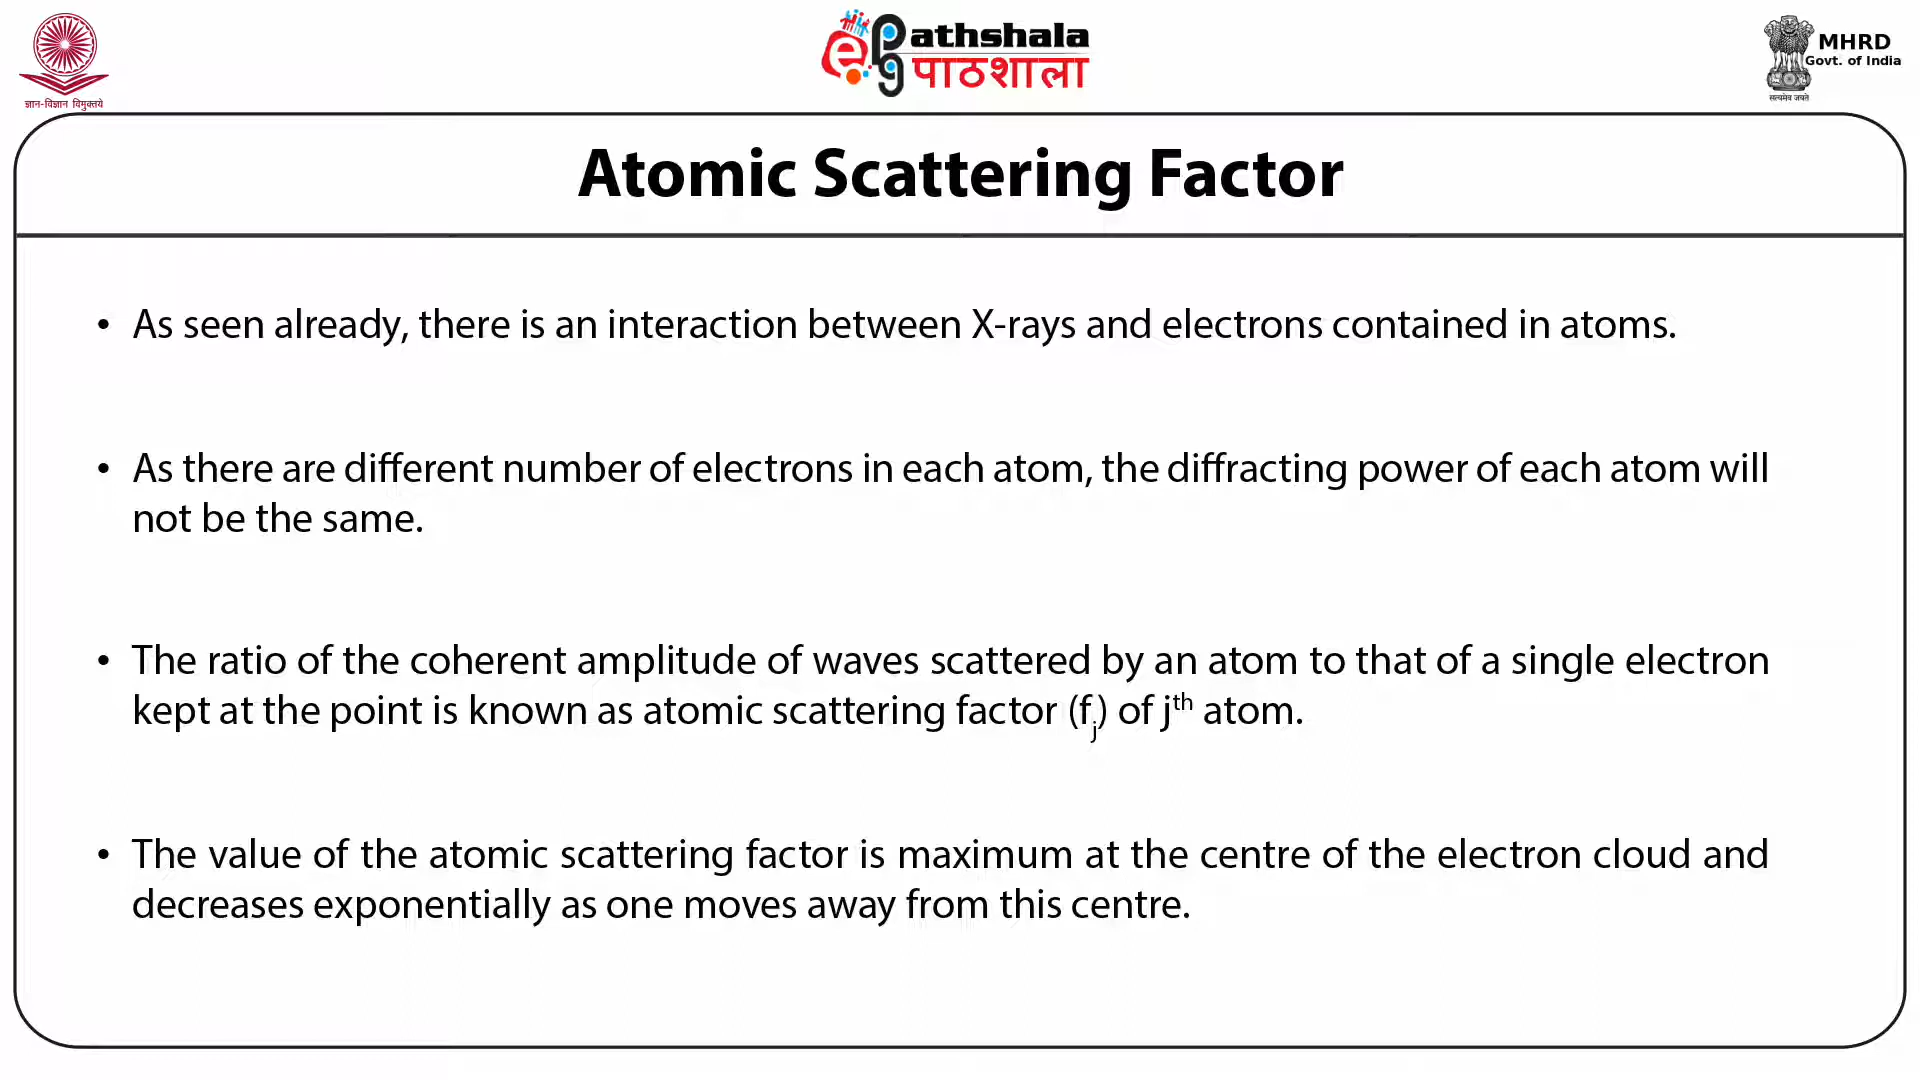 ज्ञान-विज्ञान विमुक्तये
e Pathshala
पाठशाला
MHRD
Govt. of India
सत्यमेव जयते
Atomic Scattering Factor
• As seen already, there is an interaction between X-rays and electrons contained in atoms.
• As there are different number of electrons in each atom, the diffracting power of each atom will
not be the same.
• The ratio of the coherent amplitude of waves scattered by an atom to that of a single electron
kept at the point is known as atomic scattering factor (fⱼ) of jᵗʰ atom.
• The value of the atomic scattering factor is maximum at the centre of the electron cloud and
decreases exponentially as one moves away from this centre.